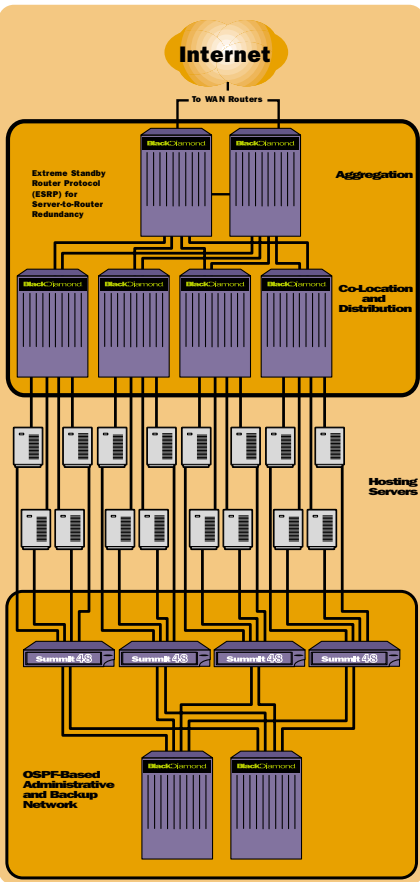 Internet
To WAN Routers
BlackDiamond
BlackDiamond
Extreme Standby
Router Protocol
(ESRP) for
Server-to-Router
Redundancy
Aggregation
BlackDiamond
BlackDiamond
BlackDiamond
BlackDiamond
Co-Location
and
Distribution
Hosting
Servers
Summit 48
Summit 48
Summit 48
Summit 48
BlackDiamond
BlackDiamond
OSPF-Based
Administrative
and Backup
Network